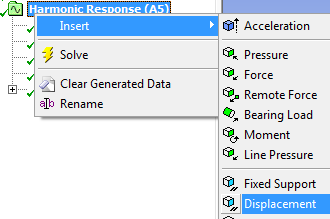 Harmonic Response (A5)
Insert
Solve
Clear Generated Data
Rename
Acceleration
Pressure
Force
Remote Force
Bearing Load
Moment
Line Pressure
Fixed Support
Displacement